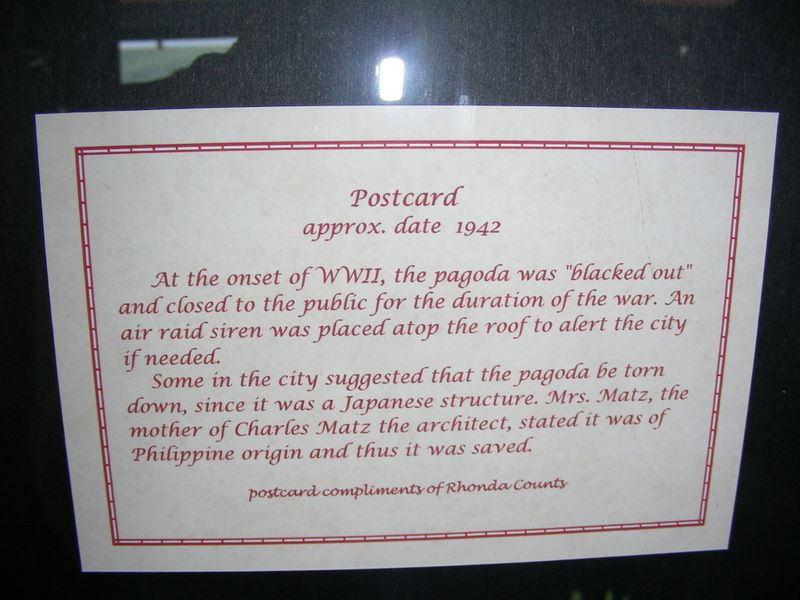 Postcard
approx. date 1942
At the onset of WWII, the pagoda was "blacked out"
and closed to the public for the duration of the war. An
air raid siren was placed atop the roof to alert the city
if needed.
Some in the city suggested that the pagoda be torn
down, since it was a Japanese structure. Mrs. Matz, the
mother of Charles Matz the architect, stated it was of
Philippine origin and thus it was saved.
postcard compliments of Rhonda Counts